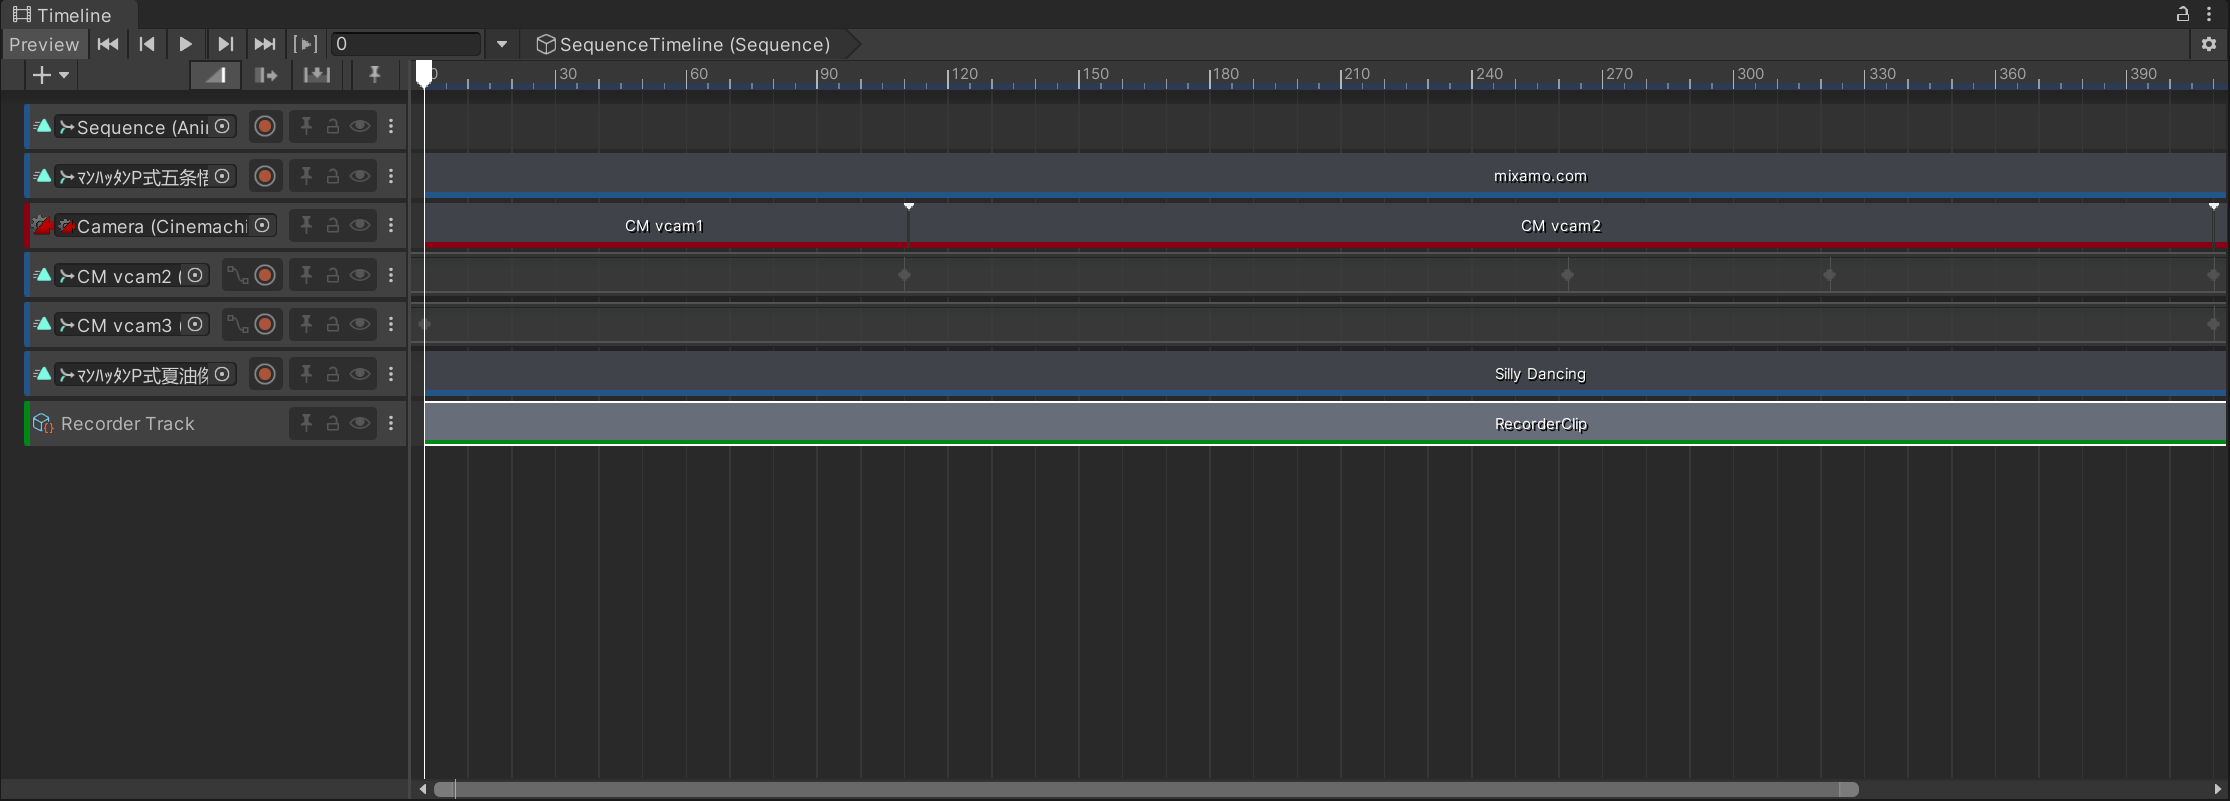 Timeline
Preview
0
SequenceTimeline (Sequence)
0 30 60 90 120 150 180 210 240 270 300 330 360 390
Sequence (Ani
ﾏﾝﾊｯﾀﾝP式五条悟
mixamo.com
Camera (Cinemachi
CM vcam1
CM vcam2
CM vcam2 (
CM vcam3 (
ﾏﾝﾊｯﾀﾝP式夏油傑
Silly Dancing
Recorder Track
RecorderClip